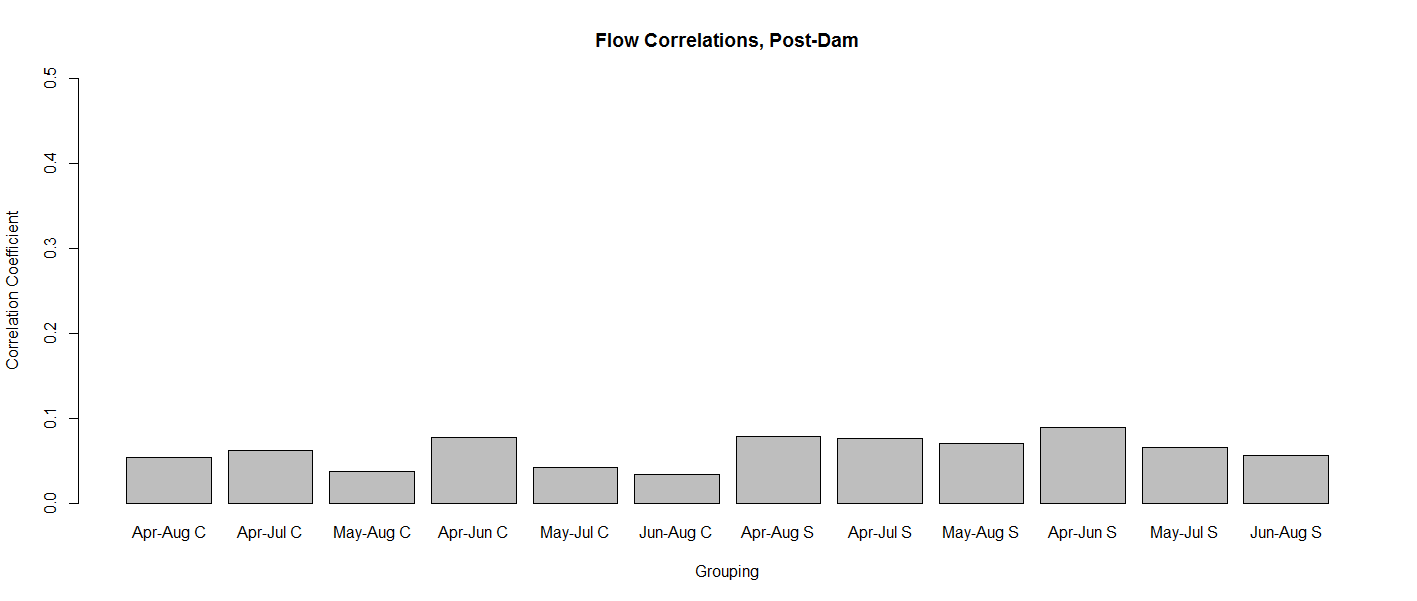 Flow Correlations, Post-Dam
Correlation Coefficient
0.5
0.4
0.3
0.2
0.1
0.0
Apr-Aug C
Apr-Jul C
May-Aug C
Apr-Jun C
May-Jul C
Jun-Aug C
Apr-Aug S
Apr-Jul S
May-Aug S
Apr-Jun S
May-Jul S
Jun-Aug S
Grouping